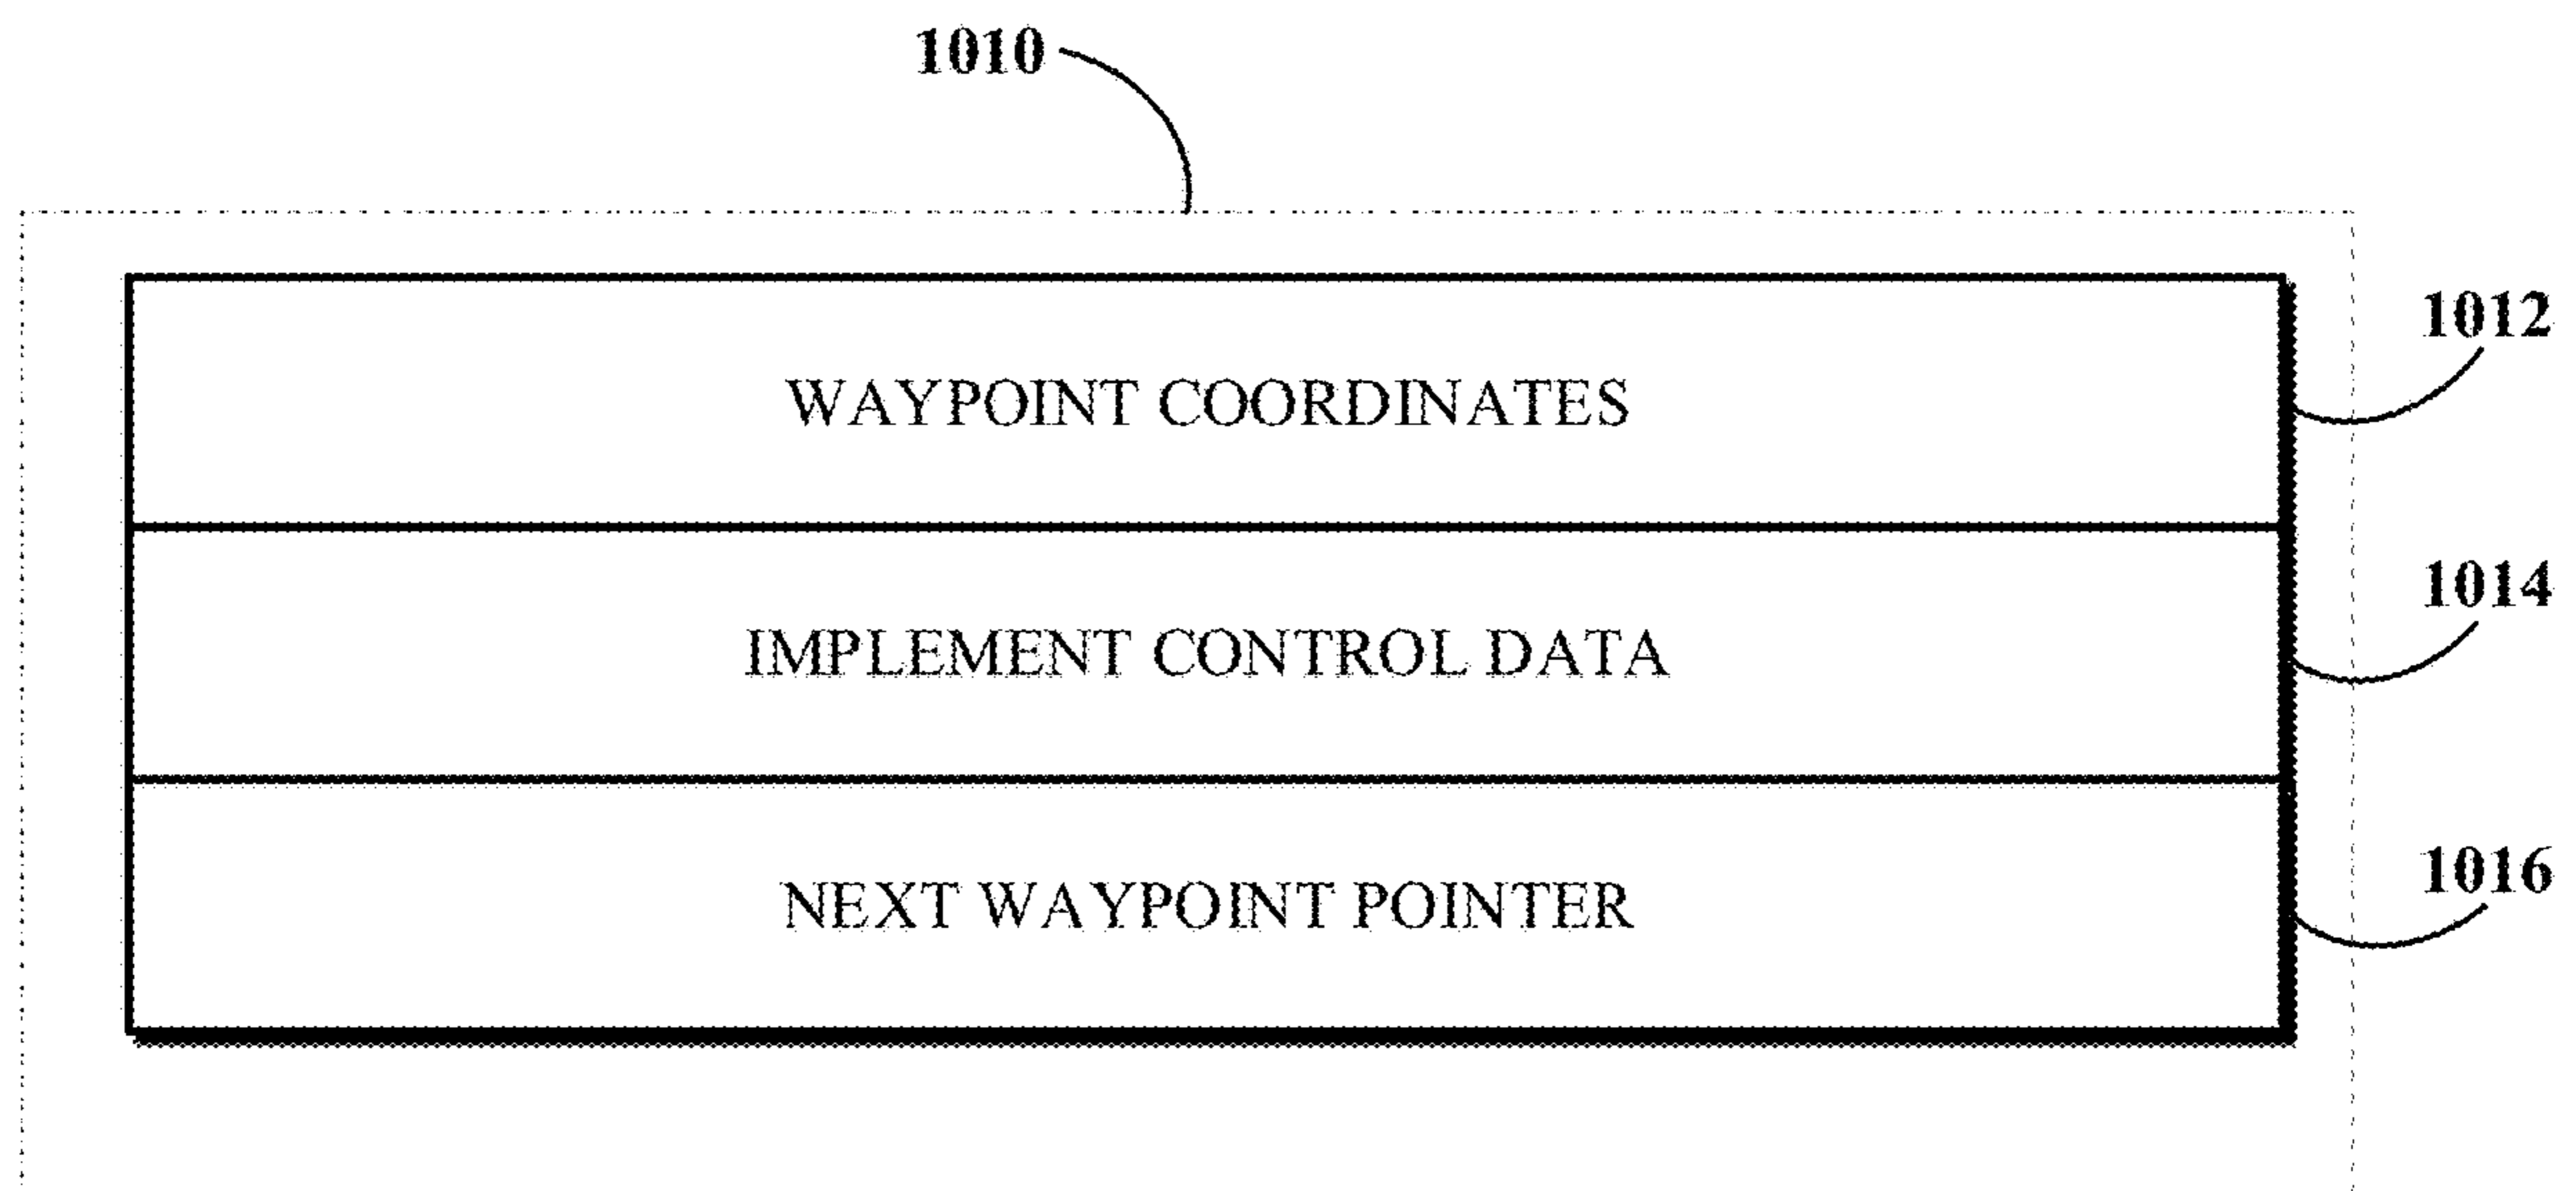 1010
1012
WAYPOINT COORDINATES
1014
IMPLEMENT CONTROL DATA
1016
NEXT WAYPOINT POINTER